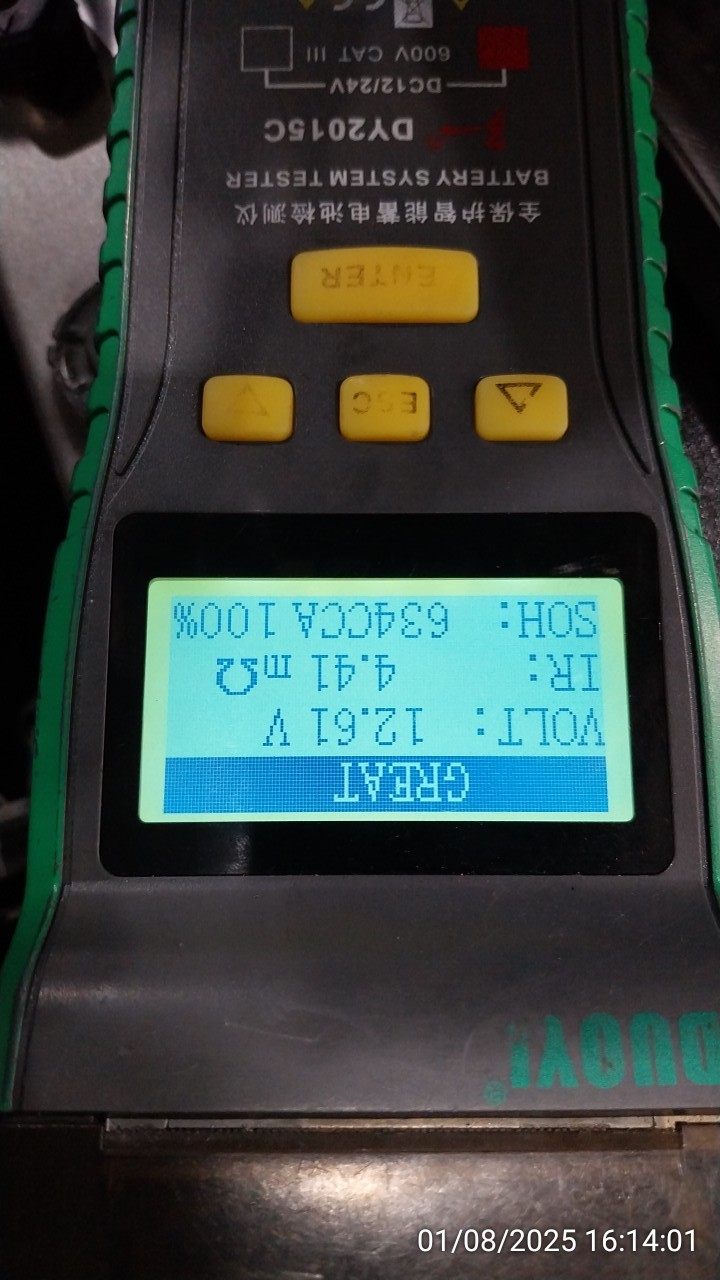 DUOYI®
GREAT
VOLT: 12.61 V
IR: 4.41 mΩ
SOH: 634CCA 100%
ESC
ENTER
全保护智能蓄电池检测仪
BATTERY SYSTEM TESTER
DY2015C
DC12/24V
600V CAT III
01/08/2025 16:14:01